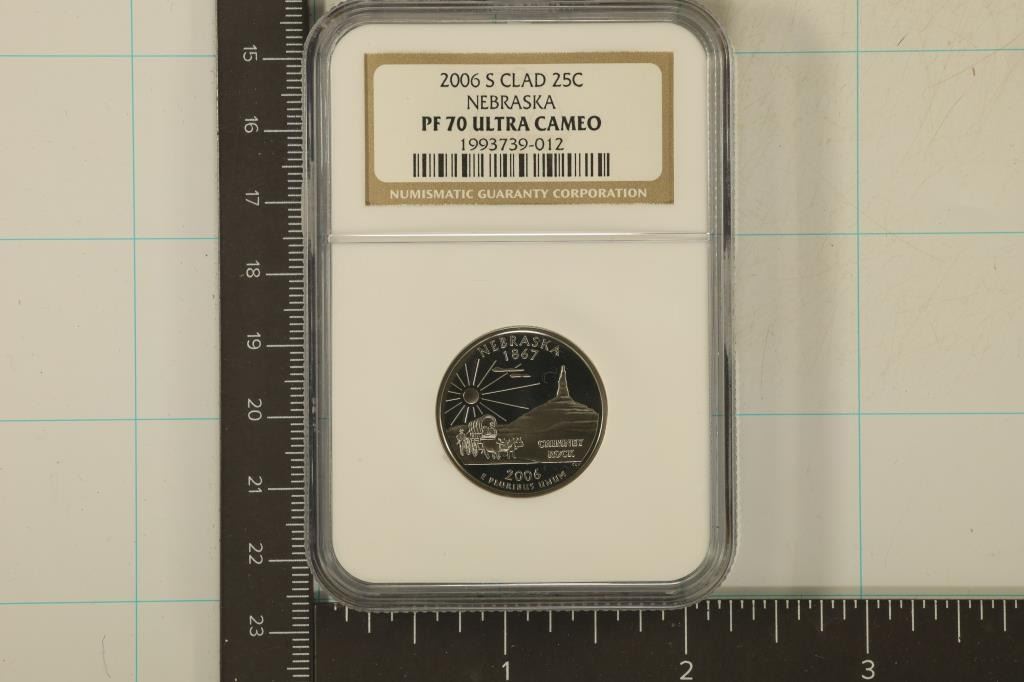 2006 S CLAD 25C
NEBRASKA
PF 70 ULTRA CAMEO
1993739-012
NUMISMATIC GUARANTY CORPORATION
NEBRASKA
1867
CHIMNEY
ROCK
2006
E PLURIBUS UNUM
15
16
17
18
19
20
21
22
23
1 2 3